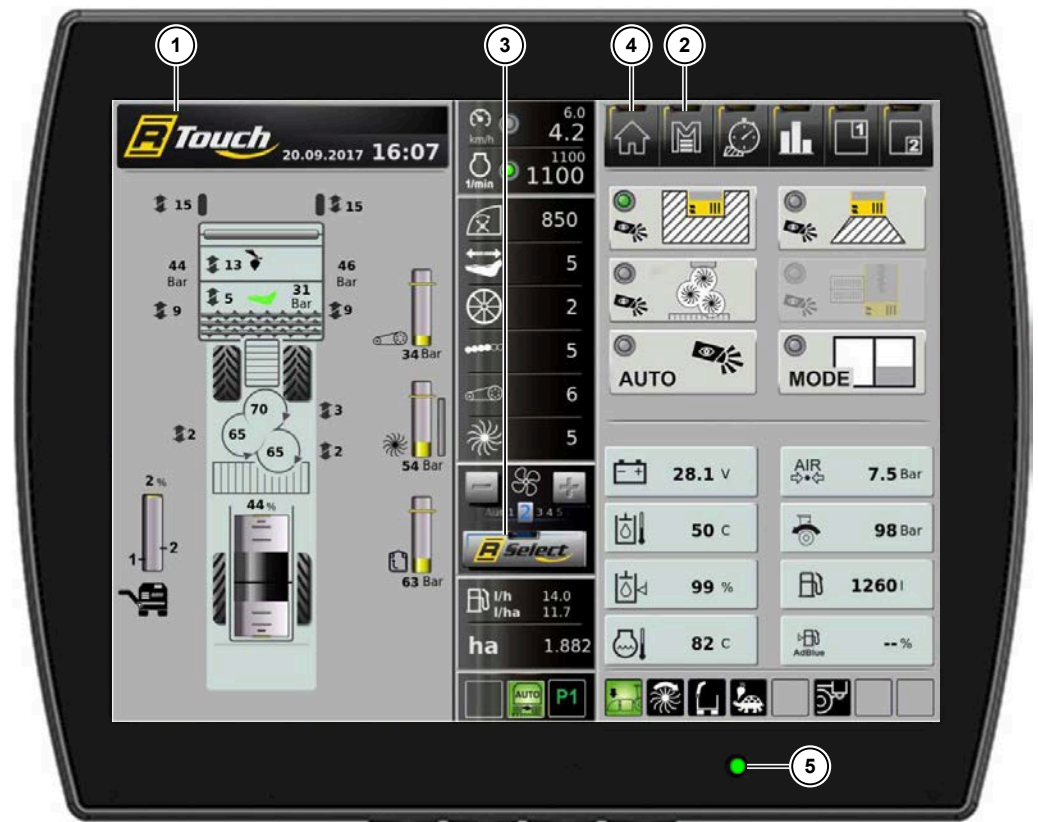 1
3
4
2
R Touch 20.09.2017 16:07
15
15
44
Bar
13
46
Bar
5
31
Bar
9
9
34 Bar
70
3
65
2
65
2
54 Bar
2 %
44 %
1
2
63 Bar
km/h
6.0
4.2
1/min
1100
1100
850
5
2
5
6
5
Aut 1 2 3 4 5
R Select
l/h 14.0
l/ha 11.7
ha 1.882
AUTO
P1
1
2
AUTO
MODE
28.1 V
AIR
7.5 Bar
50 C
98 Bar
99 %
1260 l
82 C
AdBlue
-- %
5